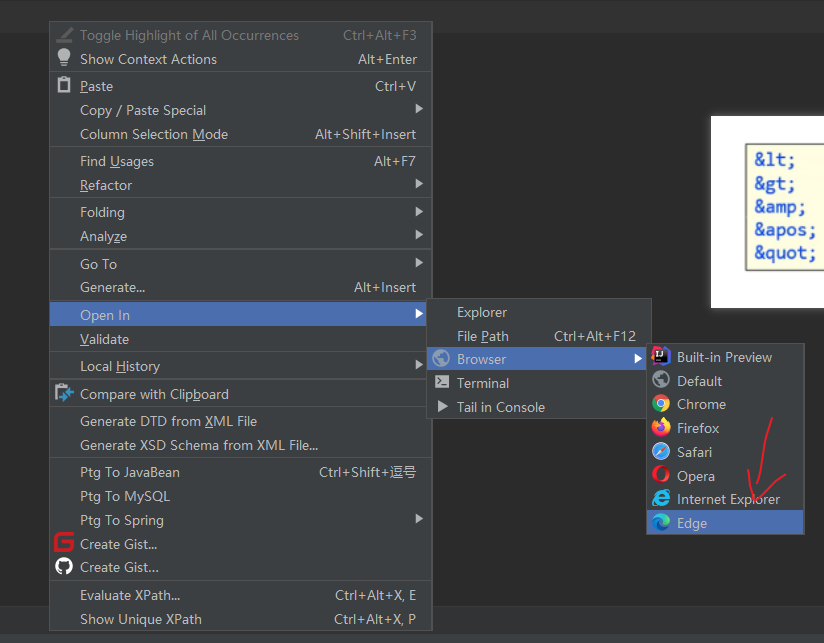 Toggle Highlight of All Occurrences Ctrl+Alt+F3
Show Context Actions Alt+Enter
Paste Ctrl+V
Copy / Paste Special
Column Selection Mode Alt+Shift+Insert
Find Usages Alt+F7
Refactor
Folding
Analyze
Go To
Generate... Alt+Insert
Open In
Validate
Local History
Compare with Clipboard
Generate DTD from XML File
Generate XSD Schema from XML File...
Ptg To JavaBean Ctrl+Shift+逗号
Ptg To MySQL
Ptg To Spring
Create Gist...
Create Gist...
Evaluate XPath... Ctrl+Alt+X, E
Show Unique XPath Ctrl+Alt+X, P
Explorer
File Path Ctrl+Alt+F12
Browser
Terminal
Tail in Console
Built-in Preview
Default
Chrome
Firefox
Safari
Opera
Internet Explorer
Edge
&lt;
&gt;
&amp;
&apos;
&quot;